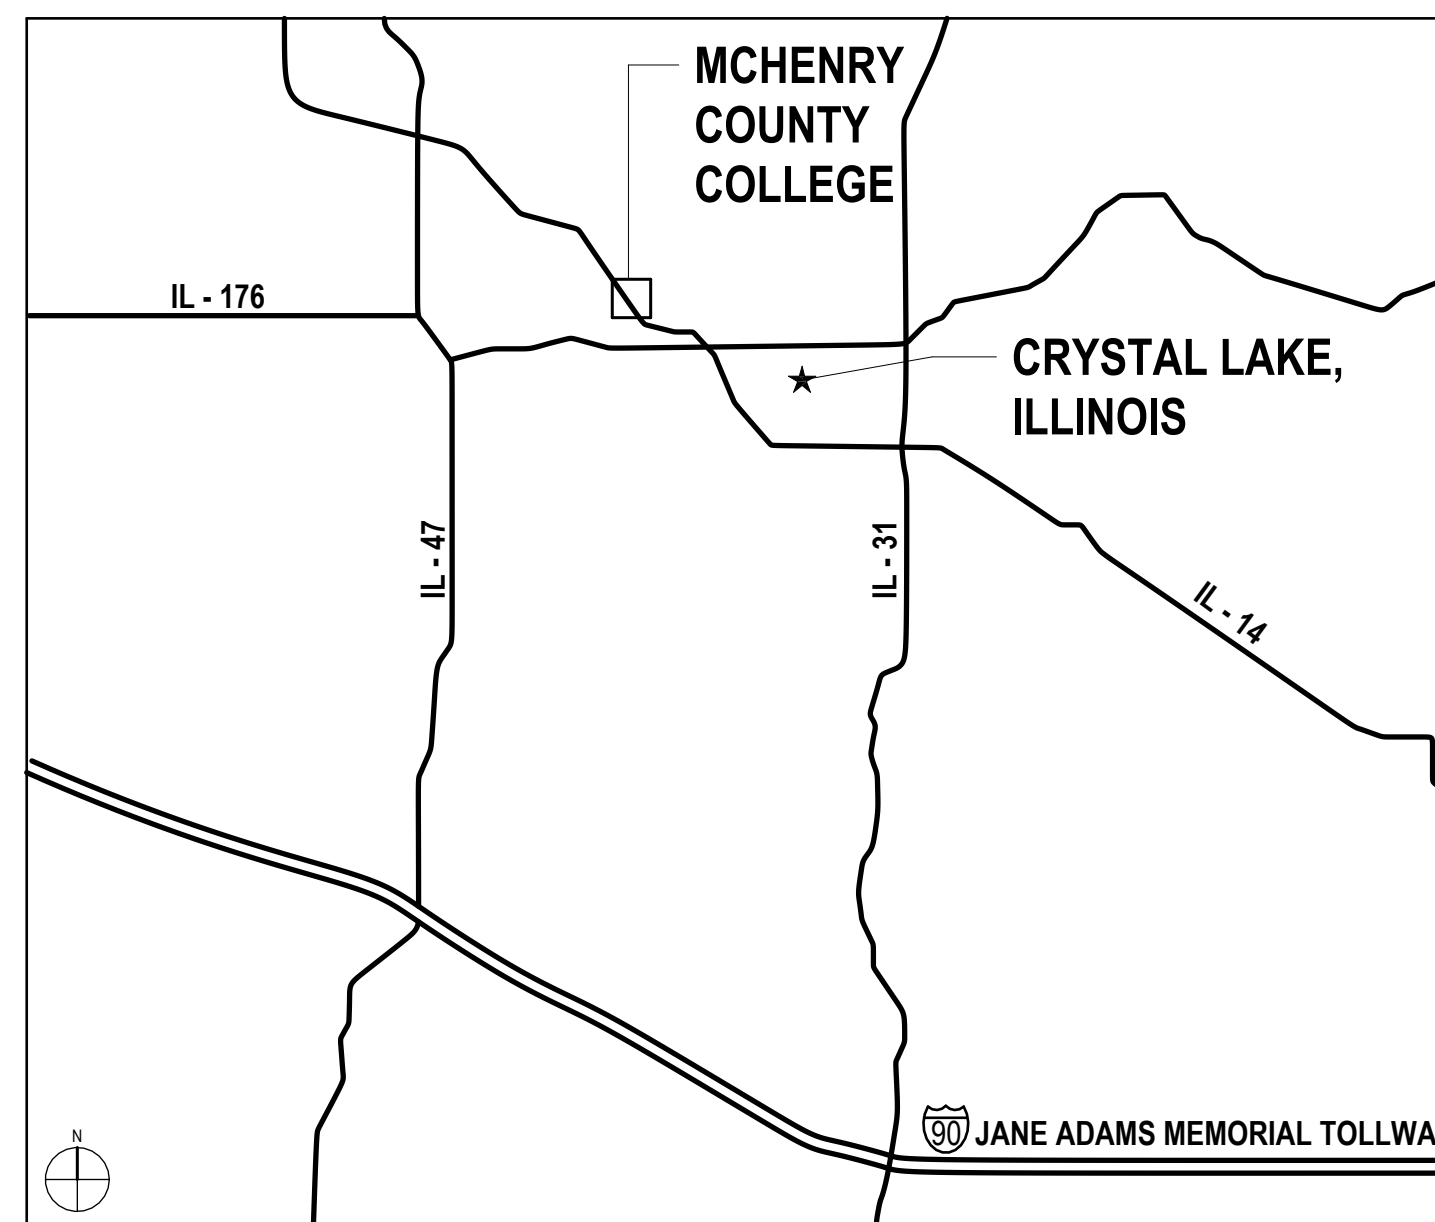 MCHENRY
COUNTY
COLLEGE
IL - 176
CRYSTAL LAKE,
ILLINOIS
IL - 47
IL - 31
IL - 14
90 JANE ADAMS MEMORIAL TOLLWA
N